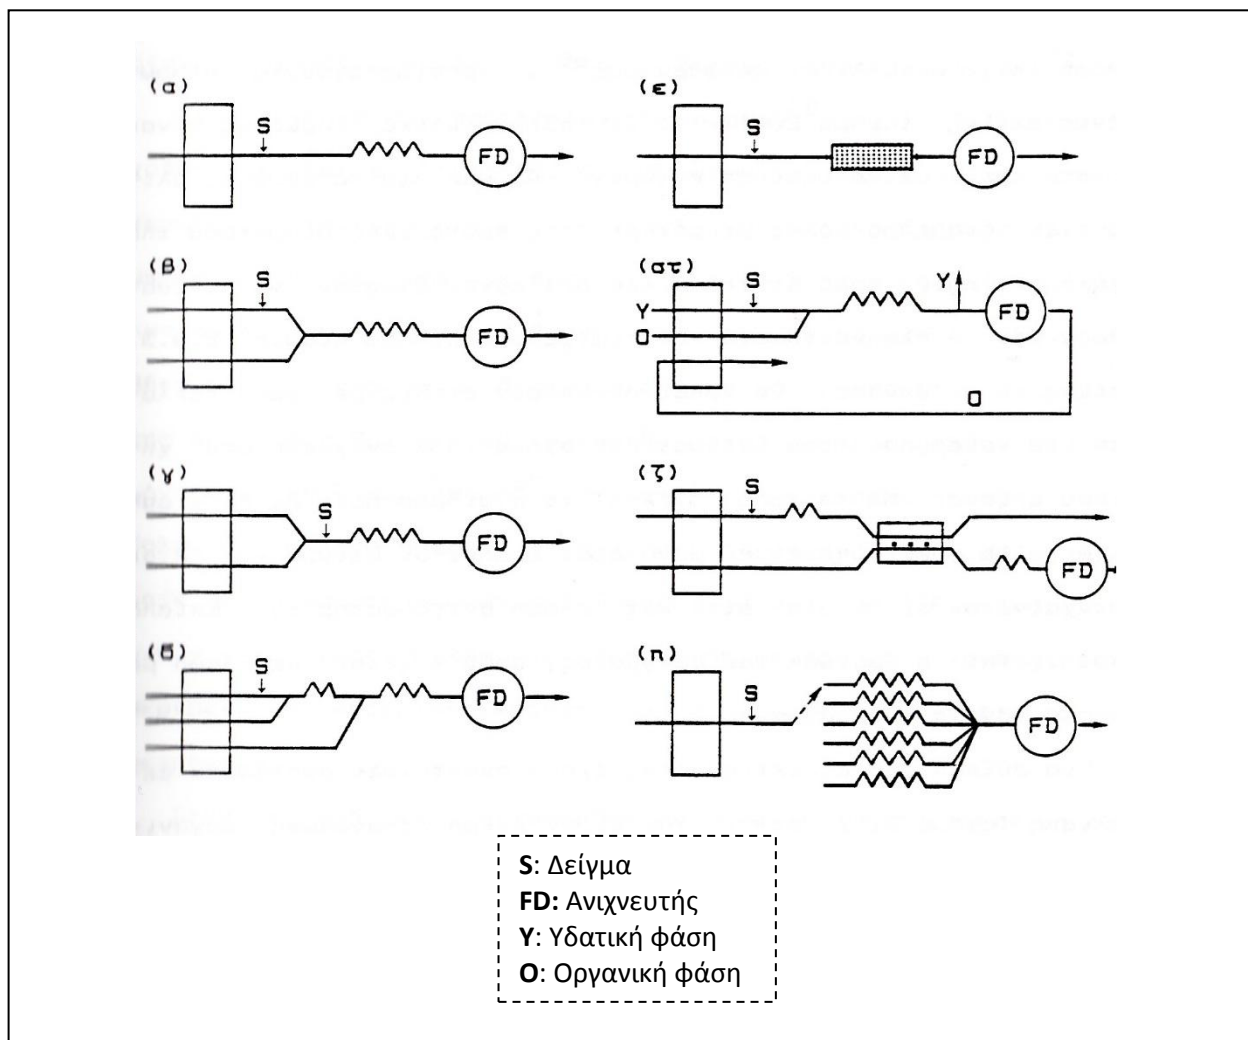 (α)
S
FD
(β)
S
FD
(γ)
S
FD
(δ)
S
FD
(ε)
S
FD
(στ)
S
Υ
Υ
Ο
FD
Ο
(ζ)
S
FD
(η)
S
FD
S: Δείγμα
FD: Ανιχνευτής
Υ: Υδατική φάση
Ο: Οργανική φάση